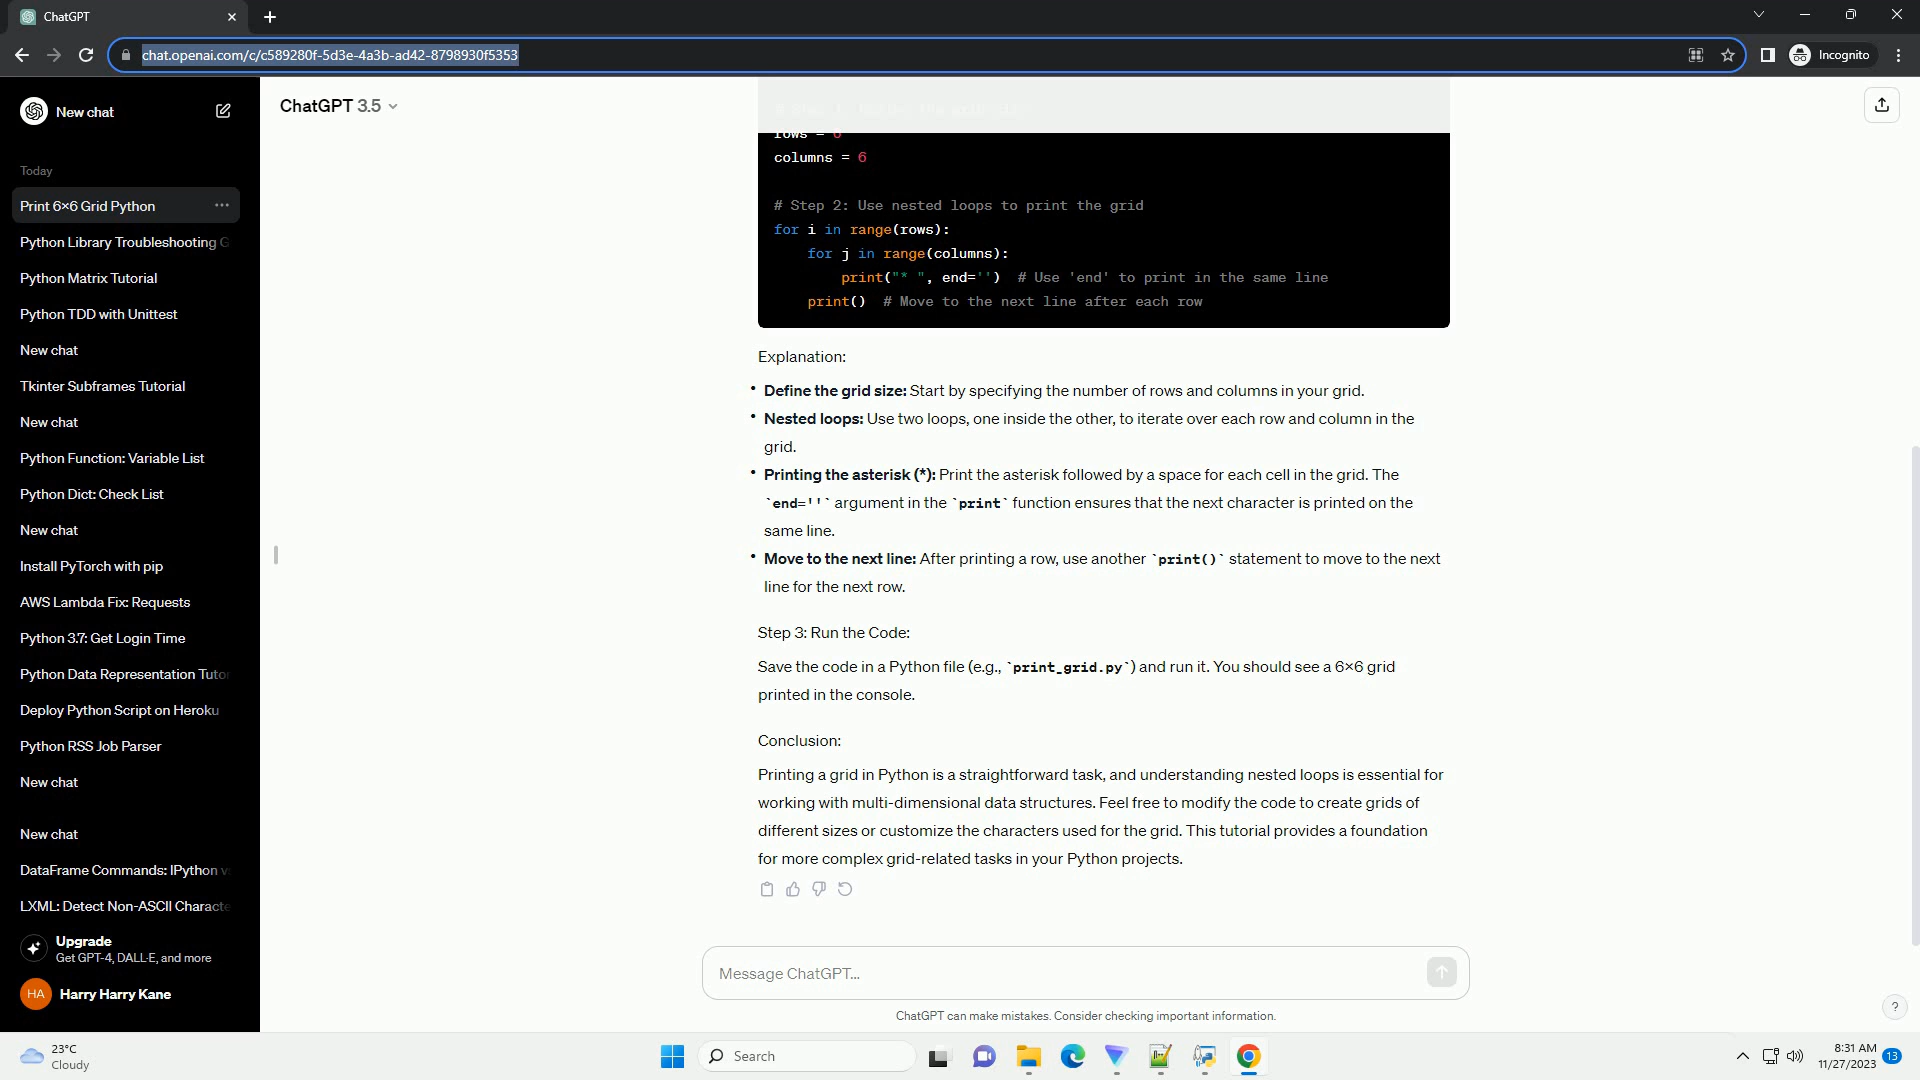 ChatGPT
chat.openai.com/c/c589280f-5d3e-4a3b-ad42-8798930f5353
Incognito
New chat
Today
Print 6×6 Grid Python
Python Library Troubleshooting G
Python Matrix Tutorial
Python TDD with Unittest
New chat
Tkinter Subframes Tutorial
New chat
Python Function: Variable List
Python Dict: Check List
New chat
Install PyTorch with pip
AWS Lambda Fix: Requests
Python 3.7: Get Login Time
Python Data Representation Tutor
Deploy Python Script on Heroku
Python RSS Job Parser
New chat
New chat
DataFrame Commands: IPython v
LXML: Detect Non-ASCII Characte
Upgrade
Get GPT-4, DALL·E, and more
HA
Harry Harry Kane
ChatGPT 3.5
rows = 6
columns = 6
# Step 2: Use nested loops to print the grid
for i in range(rows):
for j in range(columns):
print("* ", end='')  # Use 'end' to print in the same line
print()  # Move to the next line after each row
Explanation:
• Define the grid size: Start by specifying the number of rows and columns in your grid.
• Nested loops: Use two loops, one inside the other, to iterate over each row and column in the
grid.
• Printing the asterisk (*): Print the asterisk followed by a space for each cell in the grid. The
`end=''` argument in the `print` function ensures that the next character is printed on the
same line.
• Move to the next line: After printing a row, use another `print()` statement to move to the next
line for the next row.
Step 3: Run the Code:
Save the code in a Python file (e.g., `print_grid.py`) and run it. You should see a 6×6 grid
printed in the console.
Conclusion:
Printing a grid in Python is a straightforward task, and understanding nested loops is essential for
working with multi-dimensional data structures. Feel free to modify the code to create grids of
different sizes or customize the characters used for the grid. This tutorial provides a foundation
for more complex grid-related tasks in your Python projects.
Message ChatGPT...
ChatGPT can make mistakes. Consider checking important information.
?
23°C
Cloudy
Search
8:31 AM
11/27/2023
13